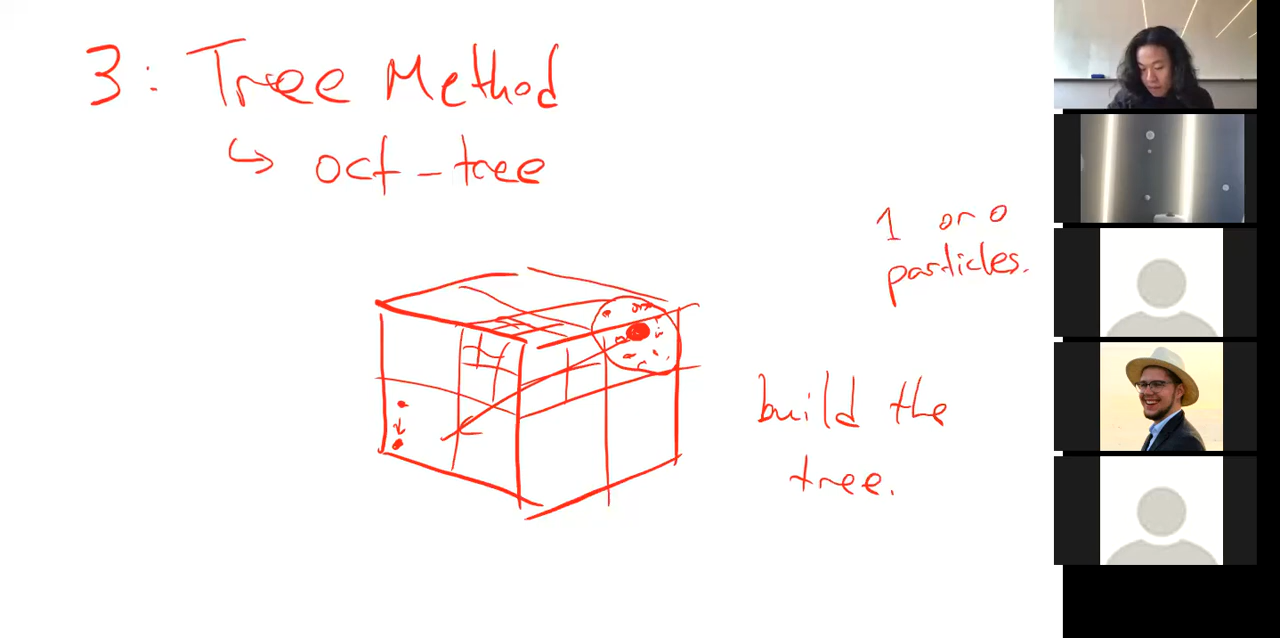 3: Tree Method
↳ oct-tree
1 or 0
particles.
build the
tree.